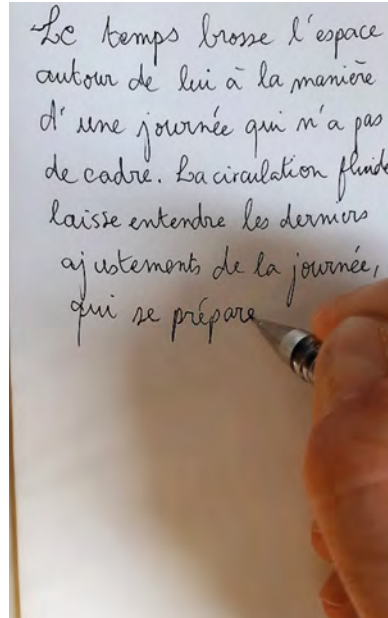 Le temps brosse l'espace
autour de lui à la manière
d'une journée qui n'a pas
de cadre. La circulation fluide
laisse entendre les derniers
ajustements de la journée,
qui se prépare